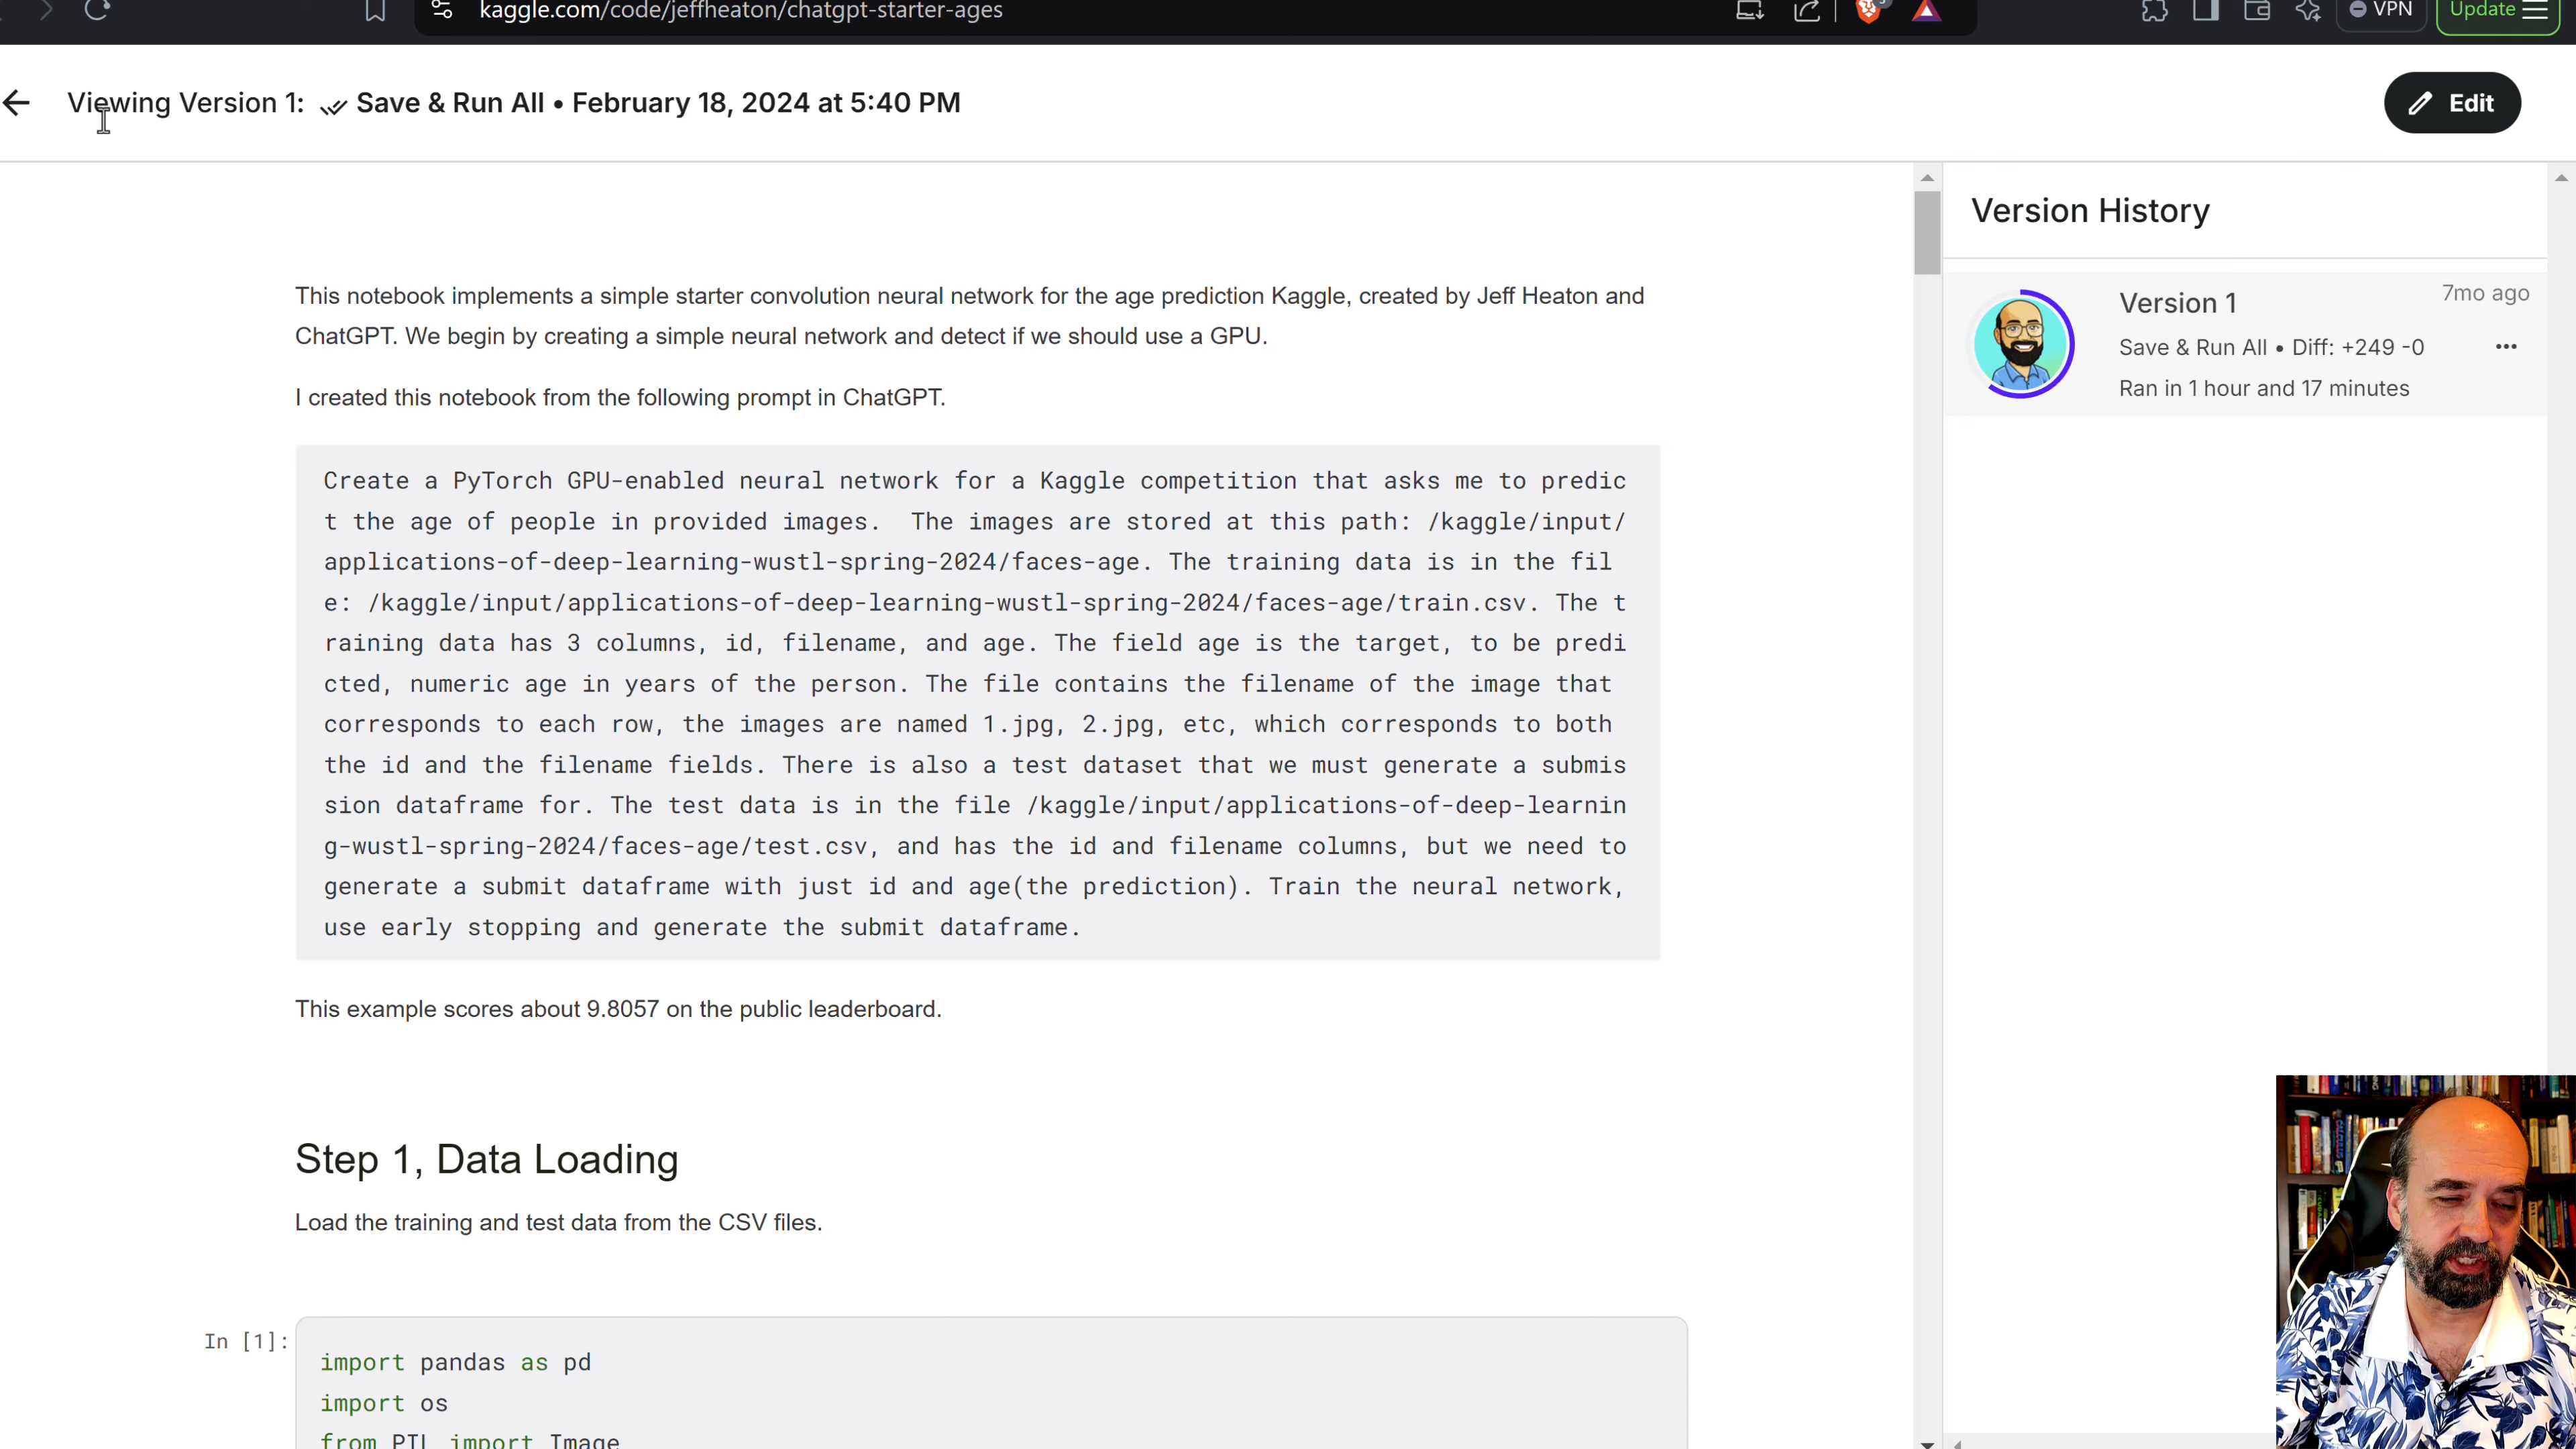 kaggle.com/code/jeffheaton/chatgpt-starter-ages
VPN
Update
Viewing Version 1: Save & Run All • February 18, 2024 at 5:40 PM
Edit
Version History
Version 1
7mo ago
Save & Run All • Diff: +249 -0
Ran in 1 hour and 17 minutes
This notebook implements a simple starter convolution neural network for the age prediction Kaggle, created by Jeff Heaton and
ChatGPT. We begin by creating a simple neural network and detect if we should use a GPU.
I created this notebook from the following prompt in ChatGPT.
Create a PyTorch GPU-enabled neural network for a Kaggle competition that asks me to predic
t the age of people in provided images.  The images are stored at this path: /kaggle/input/
applications-of-deep-learning-wustl-spring-2024/faces-age. The training data is in the fil
e: /kaggle/input/applications-of-deep-learning-wustl-spring-2024/faces-age/train.csv. The t
raining data has 3 columns, id, filename, and age. The field age is the target, to be predi
cted, numeric age in years of the person. The file contains the filename of the image that
corresponds to each row, the images are named 1.jpg, 2.jpg, etc, which corresponds to both
the id and the filename fields. There is also a test dataset that we must generate a submis
sion dataframe for. The test data is in the file /kaggle/input/applications-of-deep-learnin
g-wustl-spring-2024/faces-age/test.csv, and has the id and filename columns, but we need to
generate a submit dataframe with just id and age(the prediction). Train the neural network,
use early stopping and generate the submit dataframe.
This example scores about 9.8057 on the public leaderboard.
Step 1, Data Loading
Load the training and test data from the CSV files.
In [1]:
import pandas as pd
import os
from PIL import Image